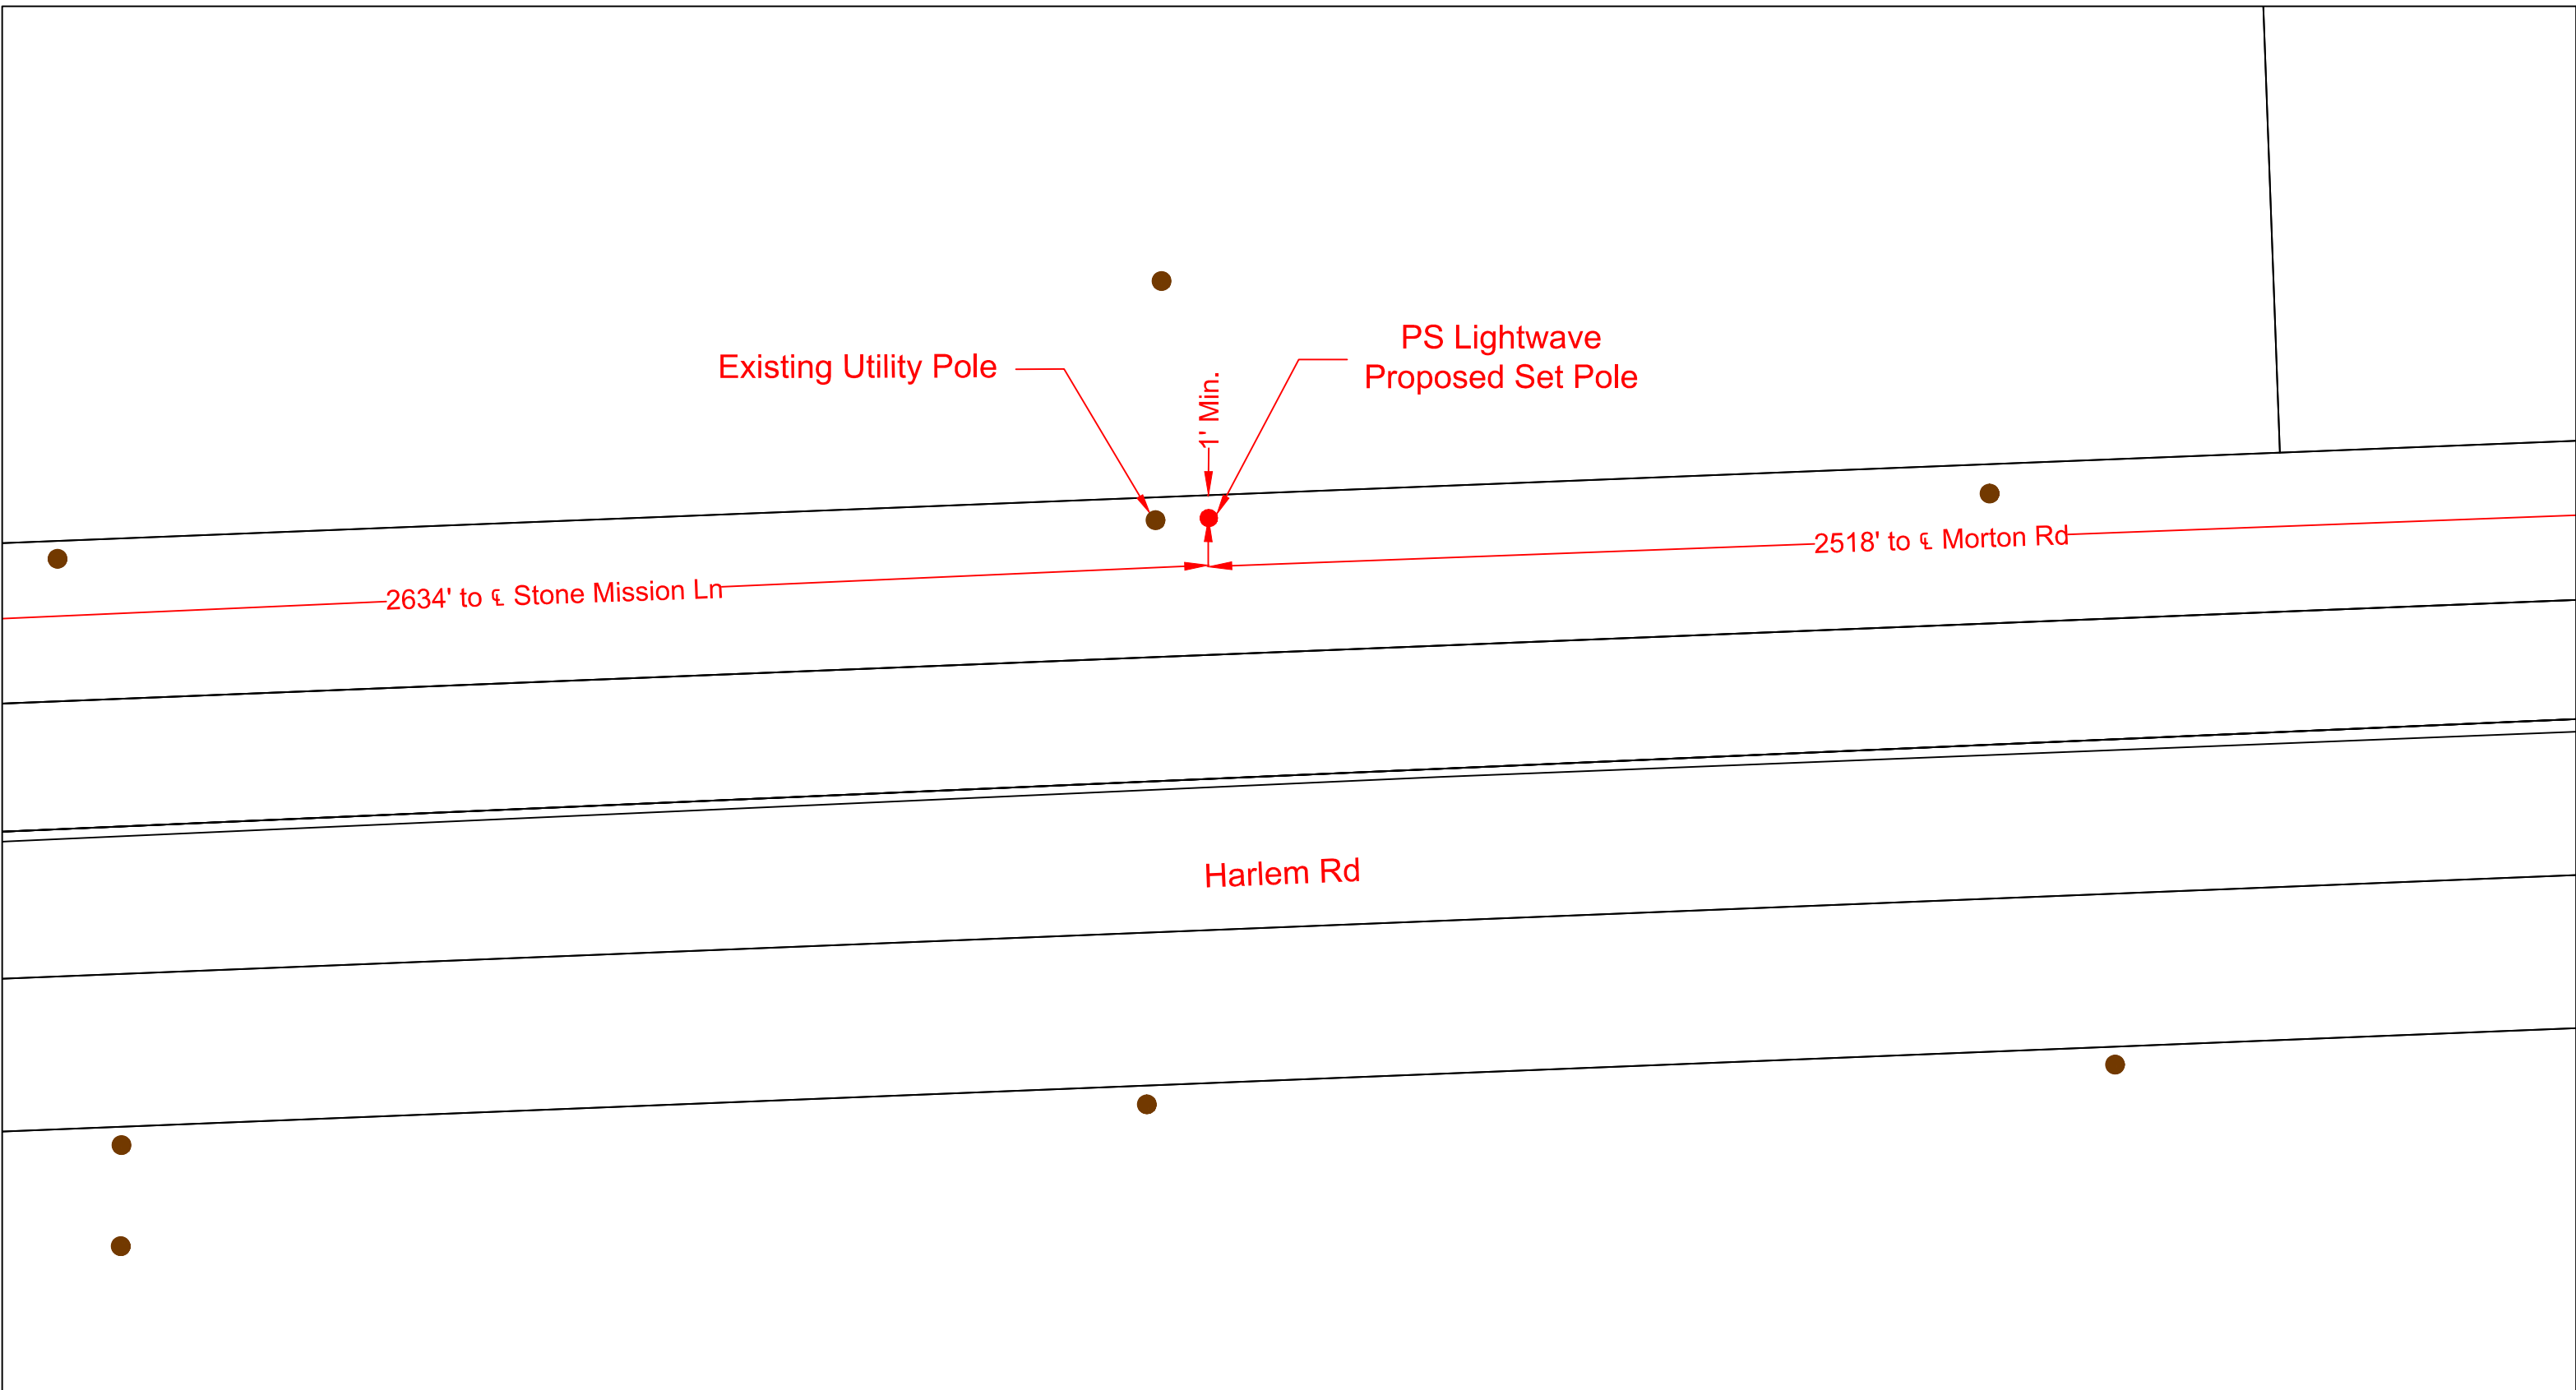 PS Lightwave
Proposed Set Pole
Existing Utility Pole
1' Min.
2518' to ℄ Morton Rd
2634' to ℄ Stone Mission Ln
Harlem Rd